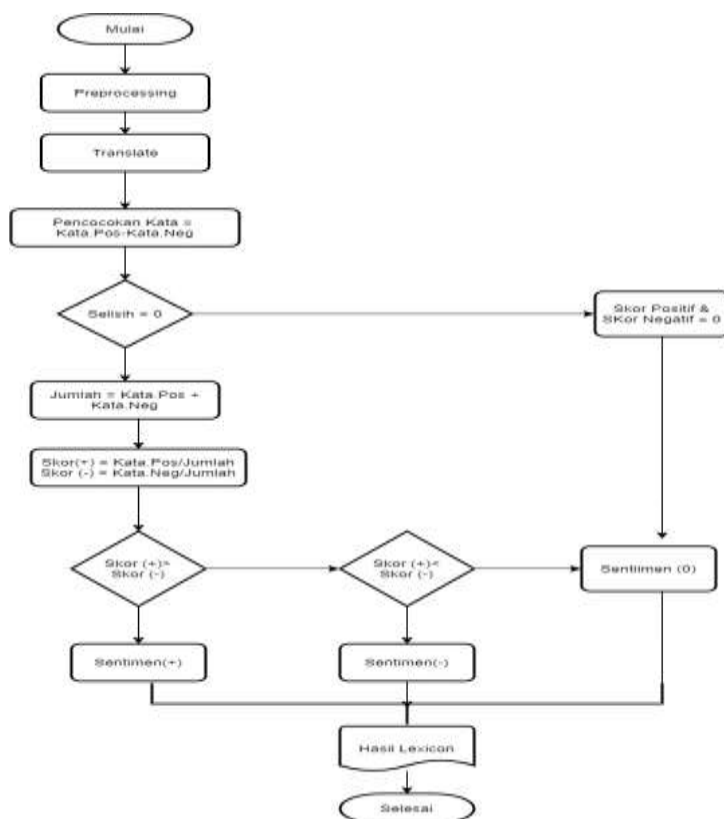 Mulai
Preprocessing
Translate
Pencocokan Kata =
Kata.Pos-Kata.Neg
Selisih = 0
Skor Positif &
SKor Negatif = 0
Jumlah = Kata.Pos +
Kata.Neg
Skor(+) = Kata.Pos/Jumlah
Skor (-) = Kata.Neg/Jumlah
Skor (+)>
Skor (-)
Skor (+)<
Skor (-)
Sentiimen (0)
Sentimen(+)
Sentimen(-)
Hasil Lexicon
Selesai